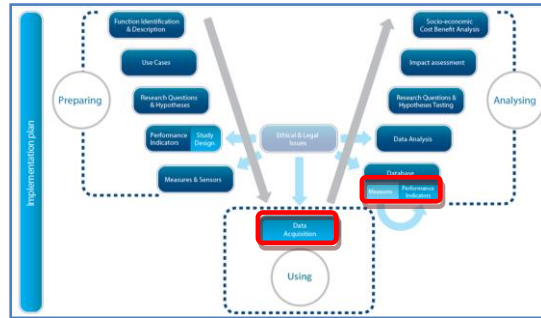 Implementation plan
Preparing
Function Identification
& Description
Use Cases
Research Questions
& Hypotheses
Performance
Indicators
Study
Design
Measures & Sensors
Ethical & Legal
Issues
Data
Acquisition
Using
Socio-economic
Cost Benefit Analysis
Impact assessment
Research Questions &
Hypotheses Testing
Data Analysis
Database
Measures
Performance
Indicators
Analysing